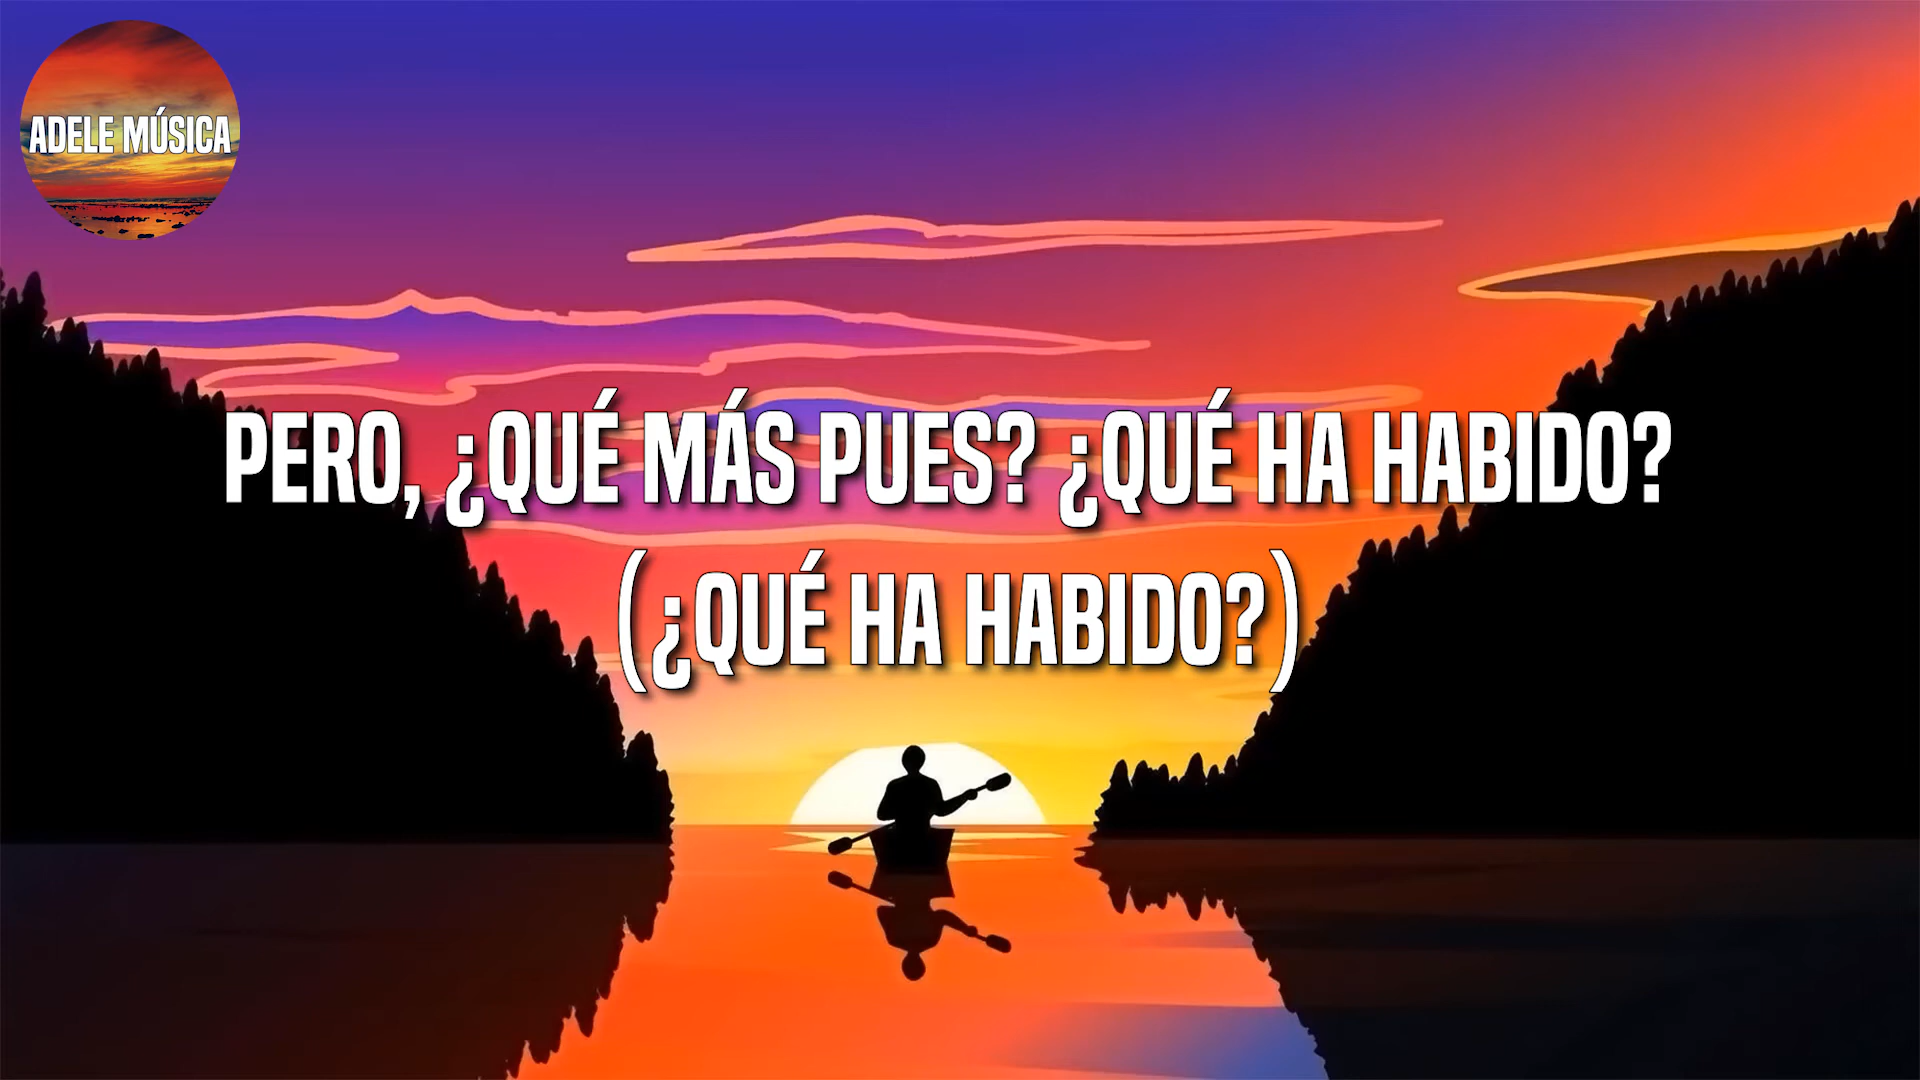 ADELE MÚSICA
PERO, ¿QUÉ MÁS PUES? ¿QUÉ HA HABIDO?
(¿QUÉ HA HABIDO?)